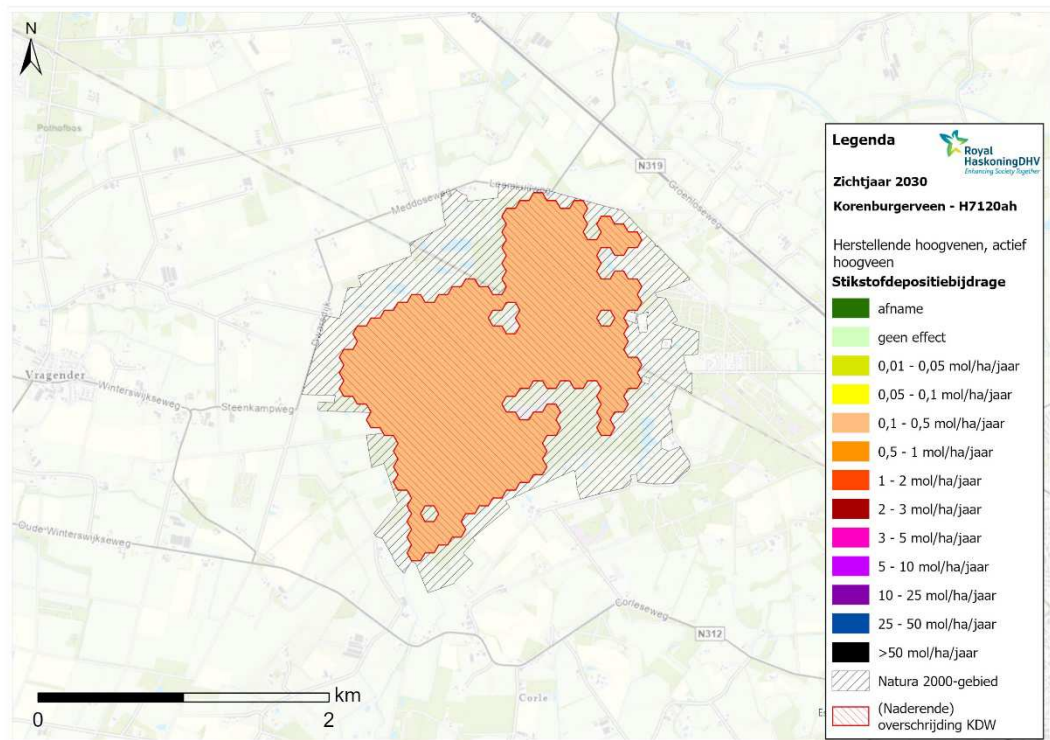 N
Legenda
Royal
HaskoningDHV
Enhancing Society Together
Zichtjaar 2030
Korenburgerveen - H7120ah
Herstellende hoogvenen, actief
hoogveen
Stikstofdepositiebijdrage
afname
geen effect
0,01 - 0,05 mol/ha/jaar
0,05 - 0,1 mol/ha/jaar
0,1 - 0,5 mol/ha/jaar
0,5 - 1 mol/ha/jaar
1 - 2 mol/ha/jaar
2 - 3 mol/ha/jaar
3 - 5 mol/ha/jaar
5 - 10 mol/ha/jaar
10 - 25 mol/ha/jaar
25 - 50 mol/ha/jaar
>50 mol/ha/jaar
Natura 2000-gebied
(Naderende)
overschrijding KDW
N319
Groenloseweg
Meddoseweg
Vragender
Winterswijkseweg
Steenkampweg
Oude Winterswijkseweg
Corleseweg
N312
Corle
km
0
2